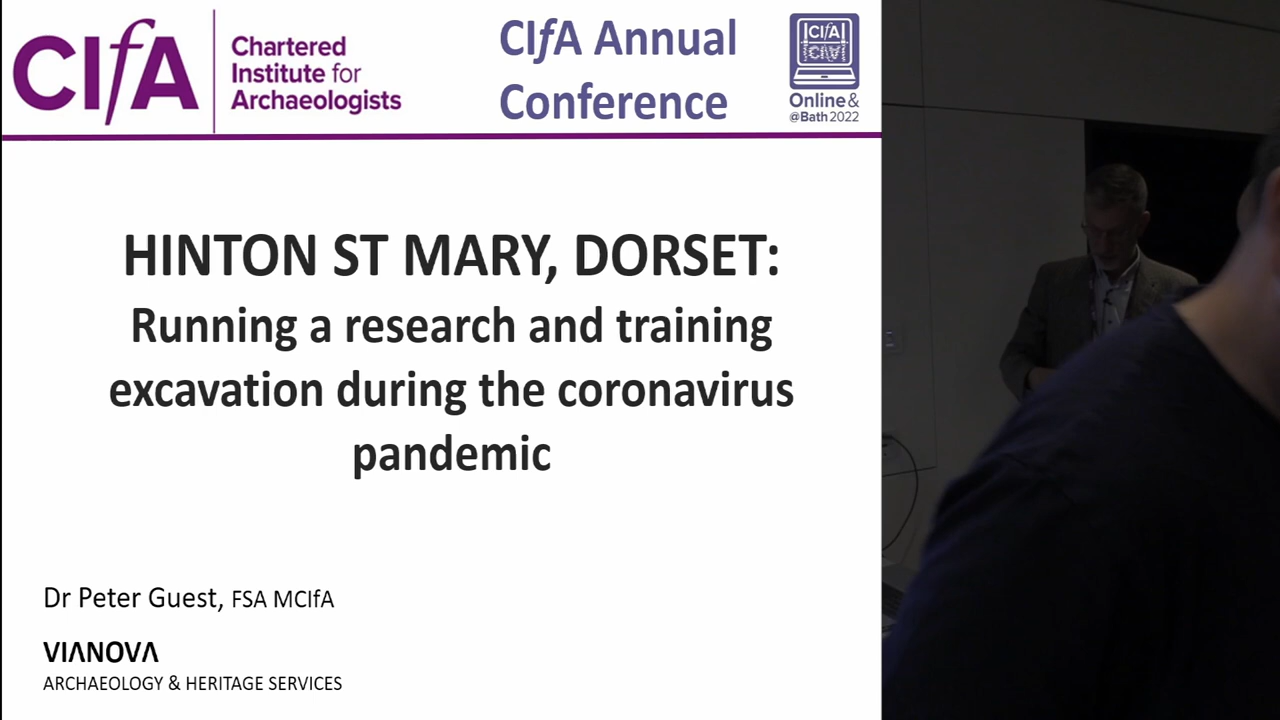 CIfA
Chartered
Institute for
Archaeologists
CIfA Annual
Conference
CIfA
Online &
@Bath 2022
HINTON ST MARY, DORSET:
Running a research and training
excavation during the coronavirus
pandemic
Dr Peter Guest, FSA MCIfA
VIANOVA
ARCHAEOLOGY & HERITAGE SERVICES